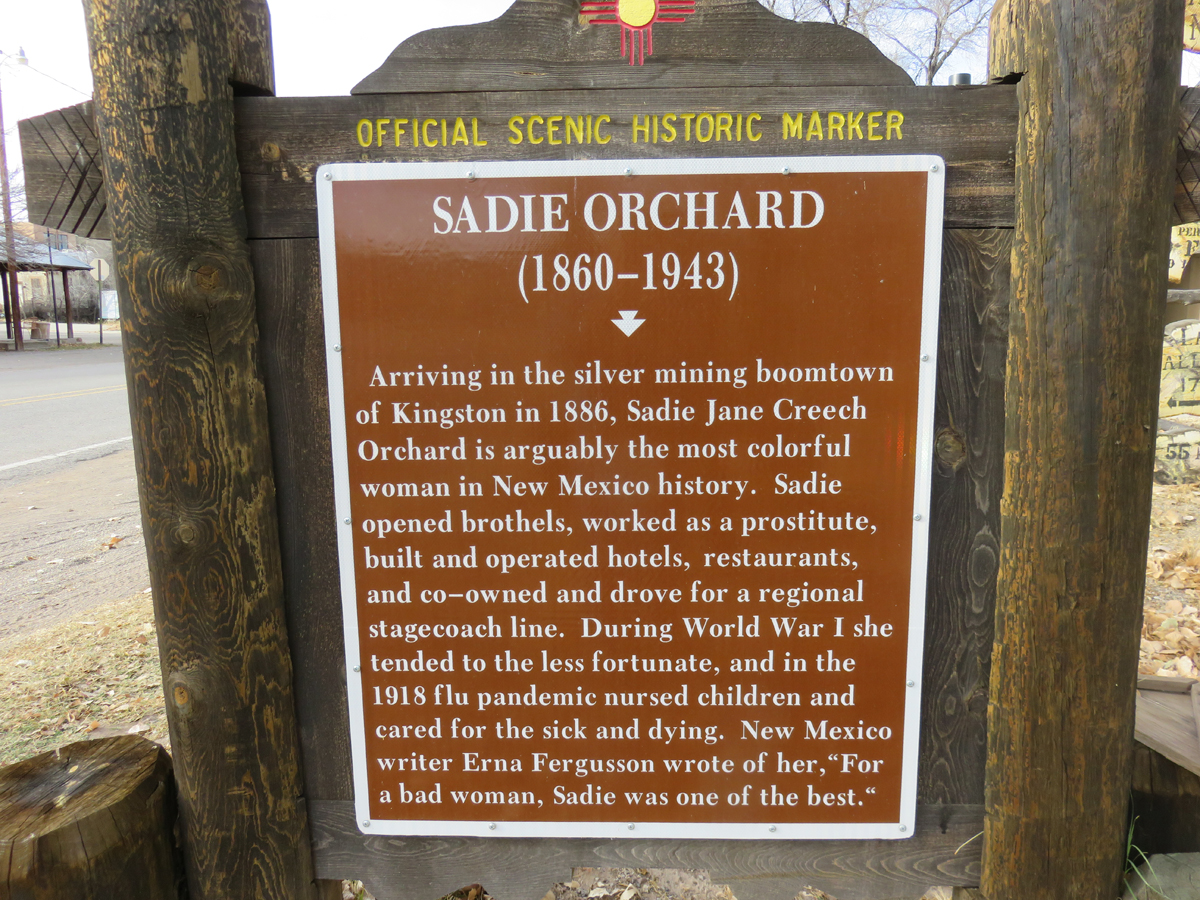 OFFICIAL SCENIC HISTORIC MARKER
SADIE ORCHARD
(1860–1943)
Arriving in the silver mining boomtown
of Kingston in 1886, Sadie Jane Creech
Orchard is arguably the most colorful
woman in New Mexico history. Sadie
opened brothels, worked as a prostitute,
built and operated hotels, restaurants,
and co–owned and drove for a regional
stagecoach line. During World War I she
tended to the less fortunate, and in the
1918 flu pandemic nursed children and
cared for the sick and dying. New Mexico
writer Erna Fergusson wrote of her,“For
a bad woman, Sadie was one of the best.“